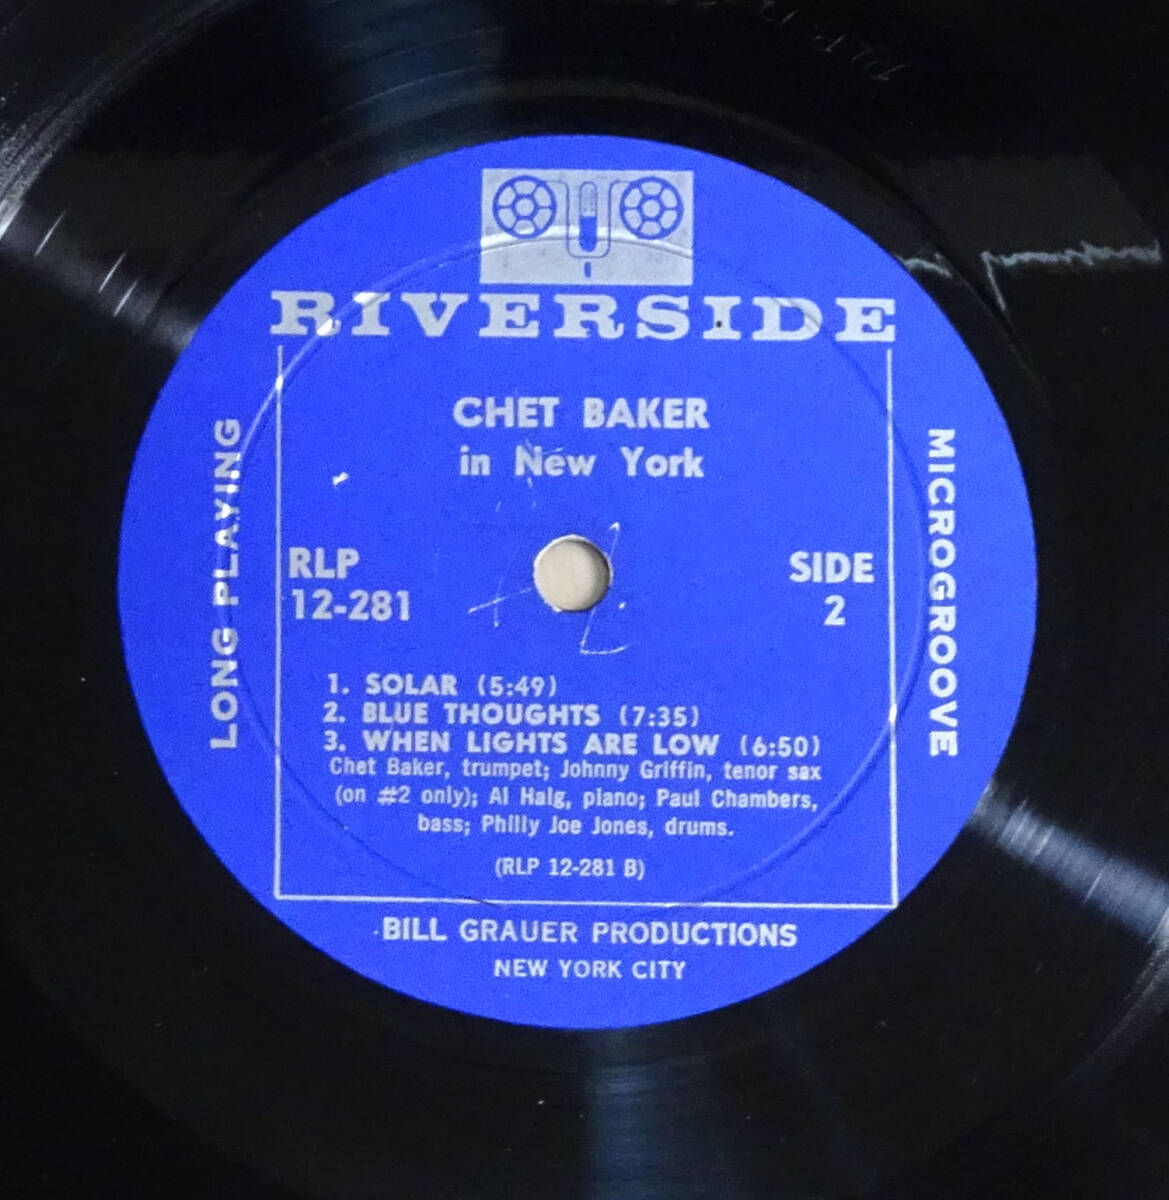 RIVERSIDE
CHET BAKER
in New York
LONG PLAYING
MICROGROOVE
RLP
12-281
SIDE
2
1. SOLAR (5:49)
2. BLUE THOUGHTS (7:35)
3. WHEN LIGHTS ARE LOW (6:50)
Chet Baker, trumpet; Johnny Griffin, tenor sax
(on #2 only); Al Haig, piano; Paul Chambers,
bass; Philly Joe Jones, drums.
(RLP 12-281 B)
BILL GRAUER PRODUCTIONS
NEW YORK CITY